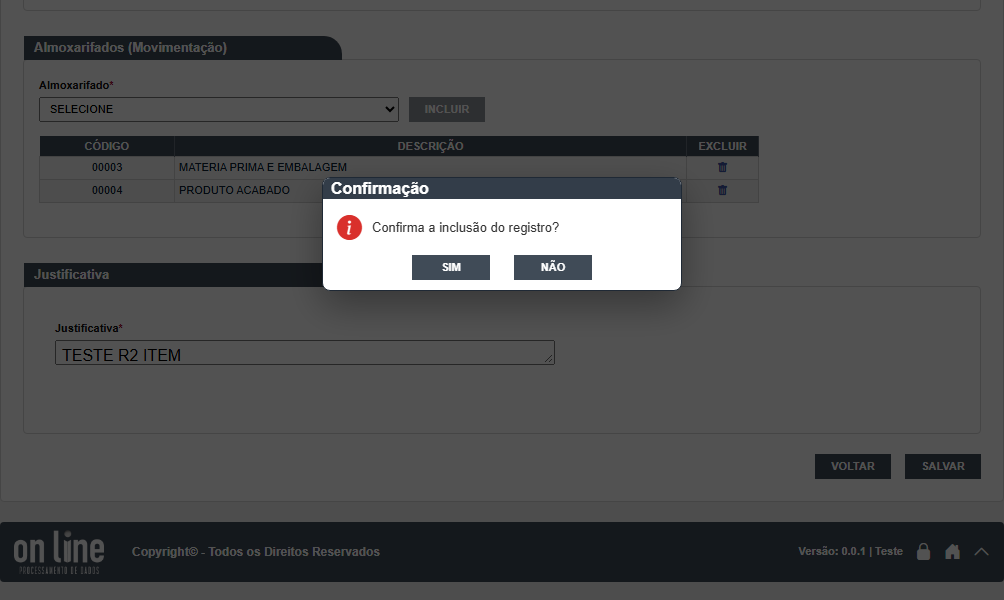 Almoxarifados (Movimentação)
Almoxarifado*
SELECIONE INCLUIR
CÓDIGO DESCRIÇÃO EXCLUIR
00003 MATERIA PRIMA E EMBALAGEM
00004 PRODUTO ACABADO
Confirmação
Confirma a inclusão do registro?
SIM NÃO
Justificativa
Justificativa*
TESTE R2 ITEM
VOLTAR SALVAR
on line
PROCESSAMENTO DE DADOS
Copyright© - Todos os Direitos Reservados
Versão: 0.0.1 | Teste